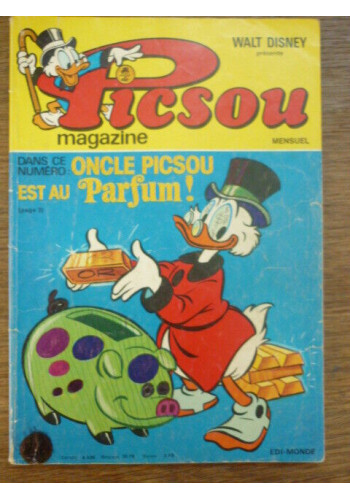 WALT DISNEY
présente
Picsou
magazine
MENSUEL
DANS CE
NUMÉRO: ONCLE PICSOU
EST AU Parfum!
OR
EDI-MONDE